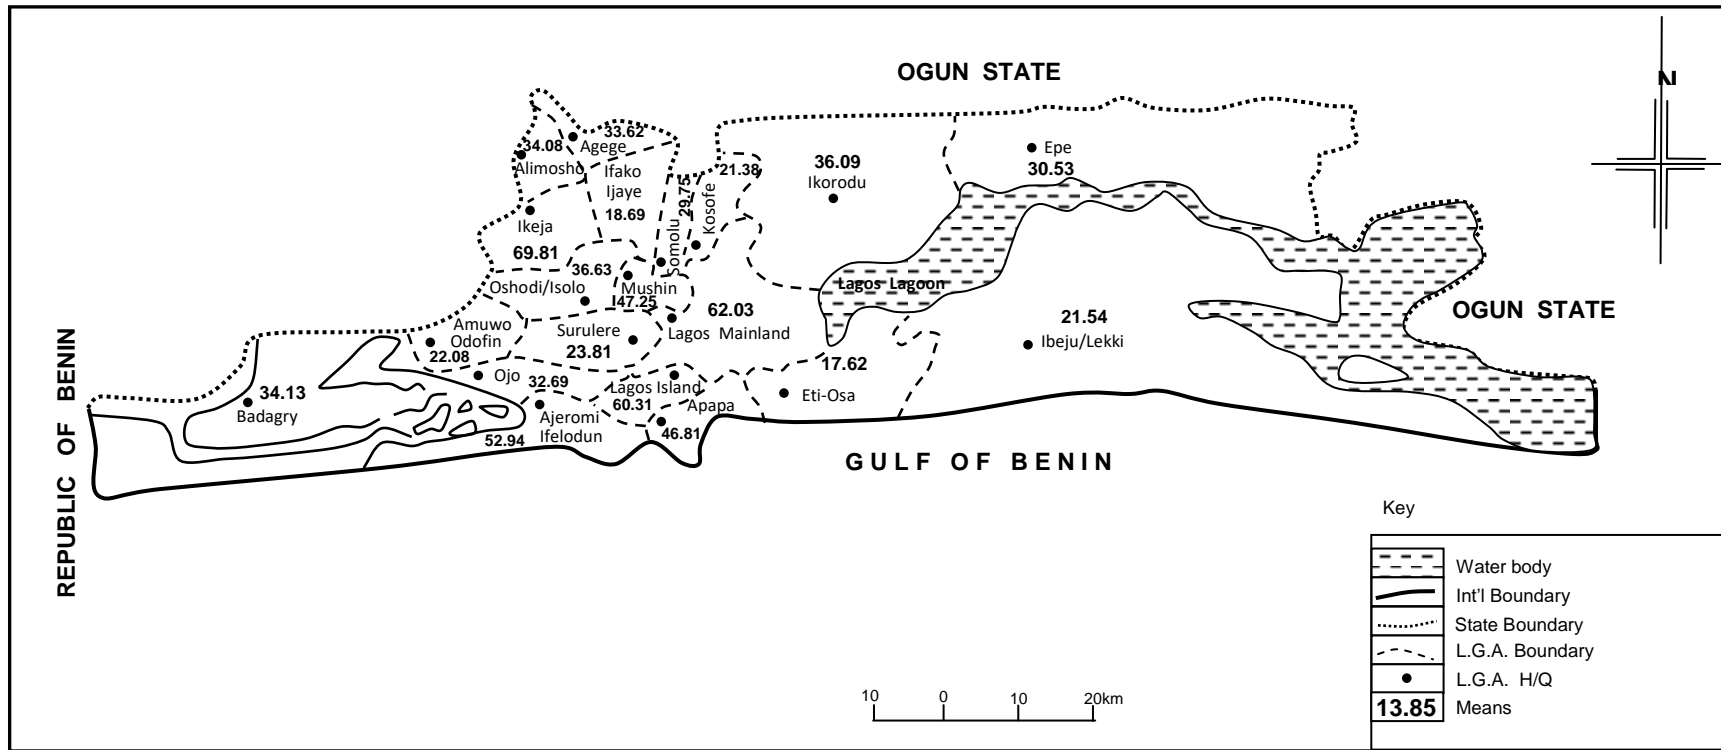 OGUN STATE
N
33.62
Agege
34.08
Alimosho
Ifako
Ijaye
18.69
21.38
29.75
Kosofe
Somolu
36.09
Ikorodu
Epe
30.53
Ikeja
69.81
36.63
Oshodi/Isolo
Mushin
47.25
Lagos Lagoon
62.03
Lagos Mainland
Amuwo
Odofin
22.08
Surulere
23.81
21.54
Ibeju/Lekki
OGUN STATE
17.62
Eti-Osa
Ojo
32.69
Lagos Island
60.31
Apapa
46.81
34.13
Badagry
Ajeromi
Ifelodun
52.94
REPUBLIC OF BENIN
GULF OF BENIN
Key
Water body
Int'l Boundary
State Boundary
L.G.A. Boundary
L.G.A. H/Q
13.85 Means
10 0 10 20km